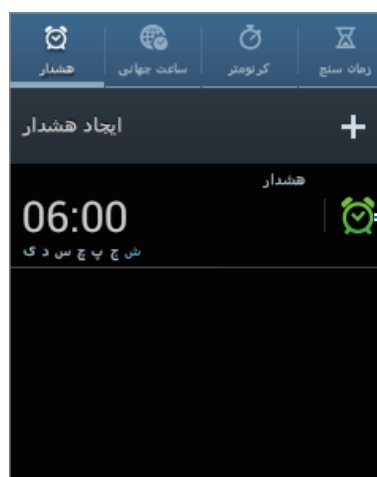 هشدار
ساعت جهانی
کرنومتر
زمان سنج
ایجاد هشدار
هشدار
06:00
ش ج پ چ س د ک